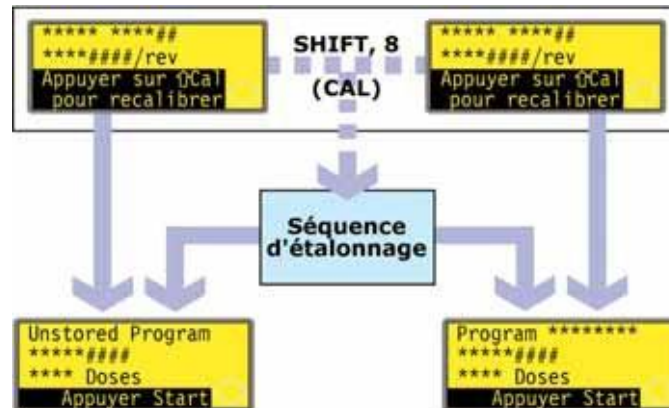 ***** ****##
****####/rev
Appuyer sur ⇧Cal
pour recalibrer
SHIFT, 8
(CAL)
***** ****##
****####/rev
Appuyer sur ⇧Cal
pour recalibrer
Séquence
d'étalonnage
Unstored Program
*****####
**** Doses
Appuyer Start
Program ********
*****####
**** Doses
Appuyer Start